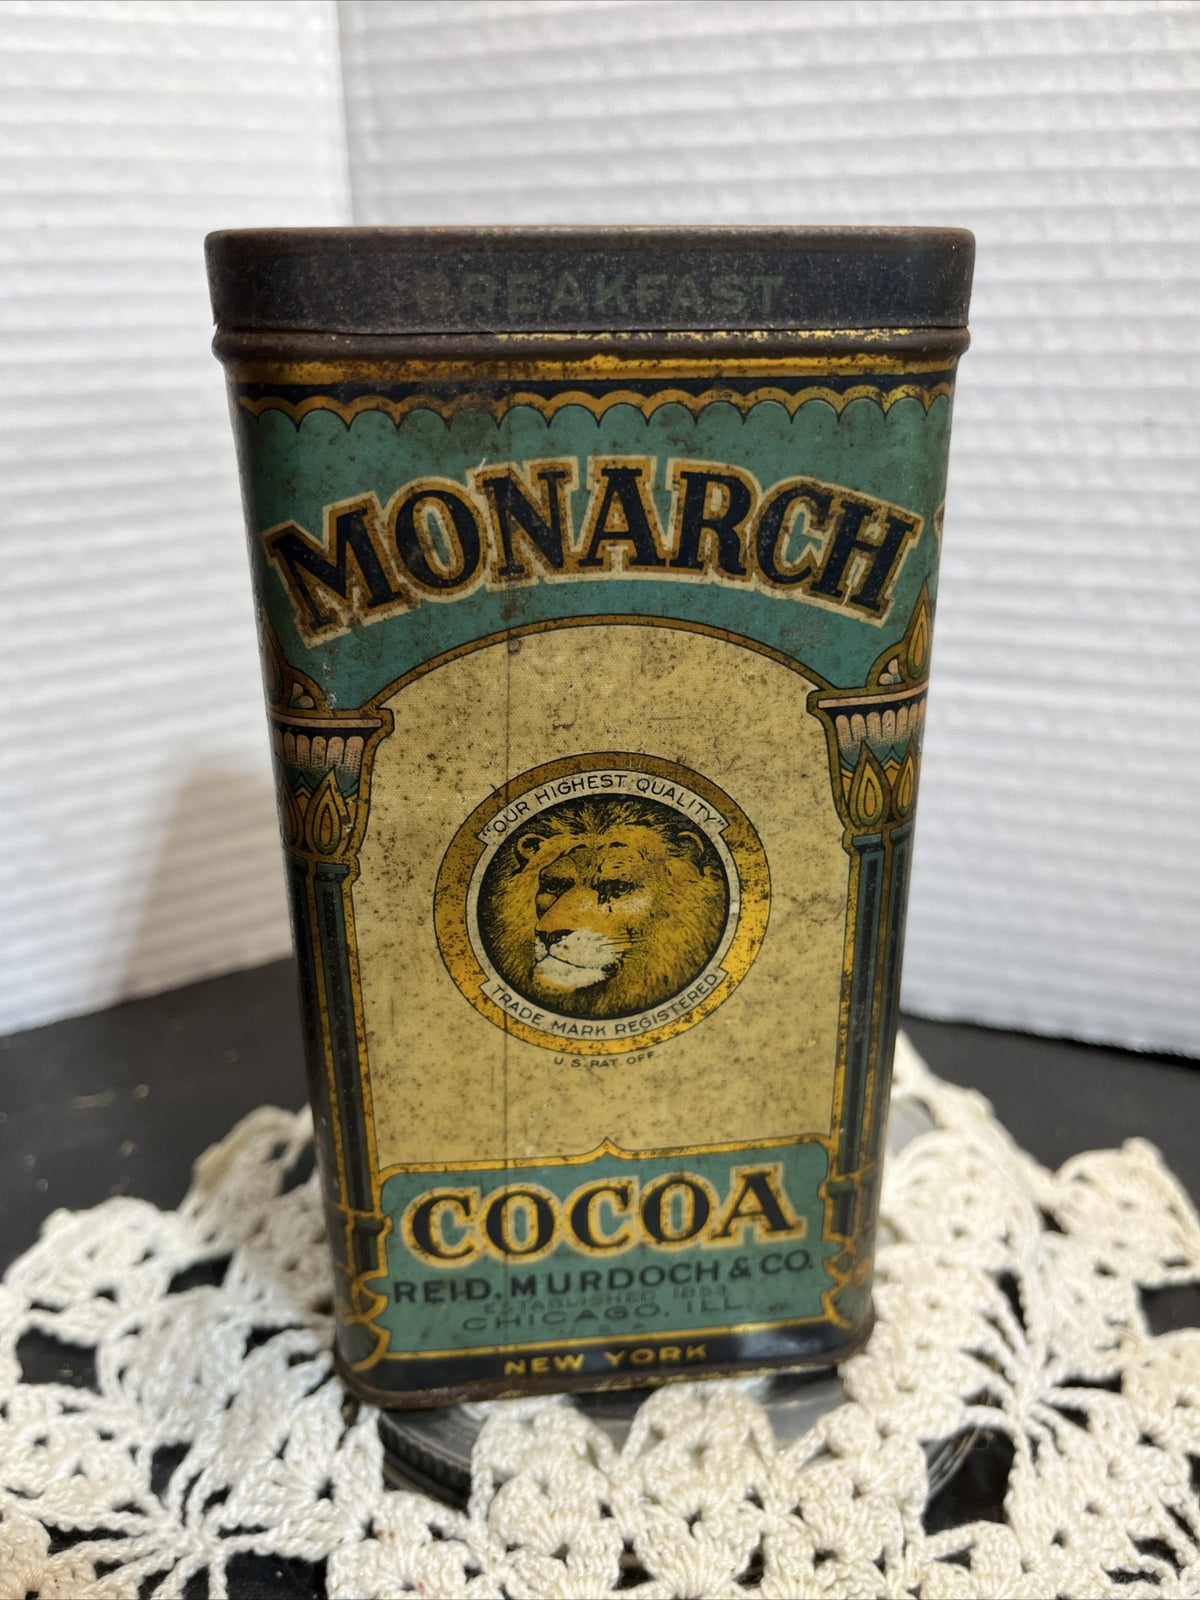 BREAKFAST
MONARCH
"OUR HIGHEST QUALITY"
TRADE MARK REGISTERED
U.S. PAT. OFF.
COCOA
REID, MURDOCH & CO.
ESTABLISHED 1853
CHICAGO, ILL.
U.S.A.
NEW YORK